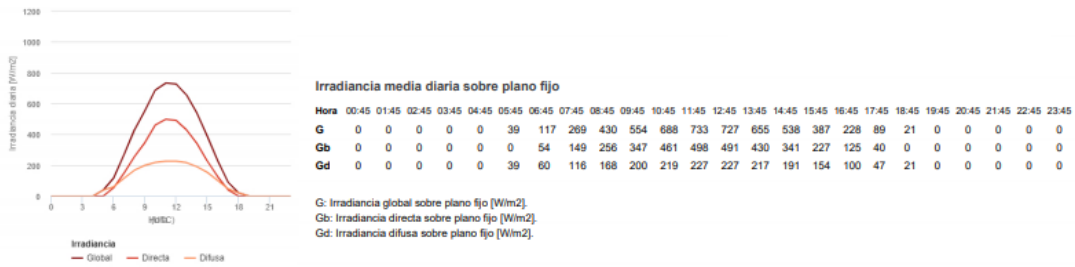 1200
1000
800
600
400
200
0
Irradiancia diaria [W/m2]
0 3 6 9 12 15 18 21
Irradiancia
Global Directa Difusa
Irradiancia media diaria sobre plano fijo
Hora 00:45 01:45 02:45 03:45 04:45 05:45 06:45 07:45 08:45 09:45 10:45 11:45 12:45 13:45 14:45 15:45 16:45 17:45 18:45 19:45 20:45 21:45 22:45 23:45
G 0 0 0 0 0 39 117 269 430 554 688 733 727 655 538 387 228 89 21 0 0 0 0 0
Gb 0 0 0 0 0 0 54 149 256 347 461 498 491 430 341 227 125 40 0 0 0 0 0 0
Gd 0 0 0 0 0 39 60 116 168 200 219 227 227 217 191 154 100 47 21 0 0 0 0 0
G: Irradiancia global sobre plano fijo [W/m2].
Gb: Irradiancia directa sobre plano fijo [W/m2].
Gd: Irradiancia difusa sobre plano fijo [W/m2].